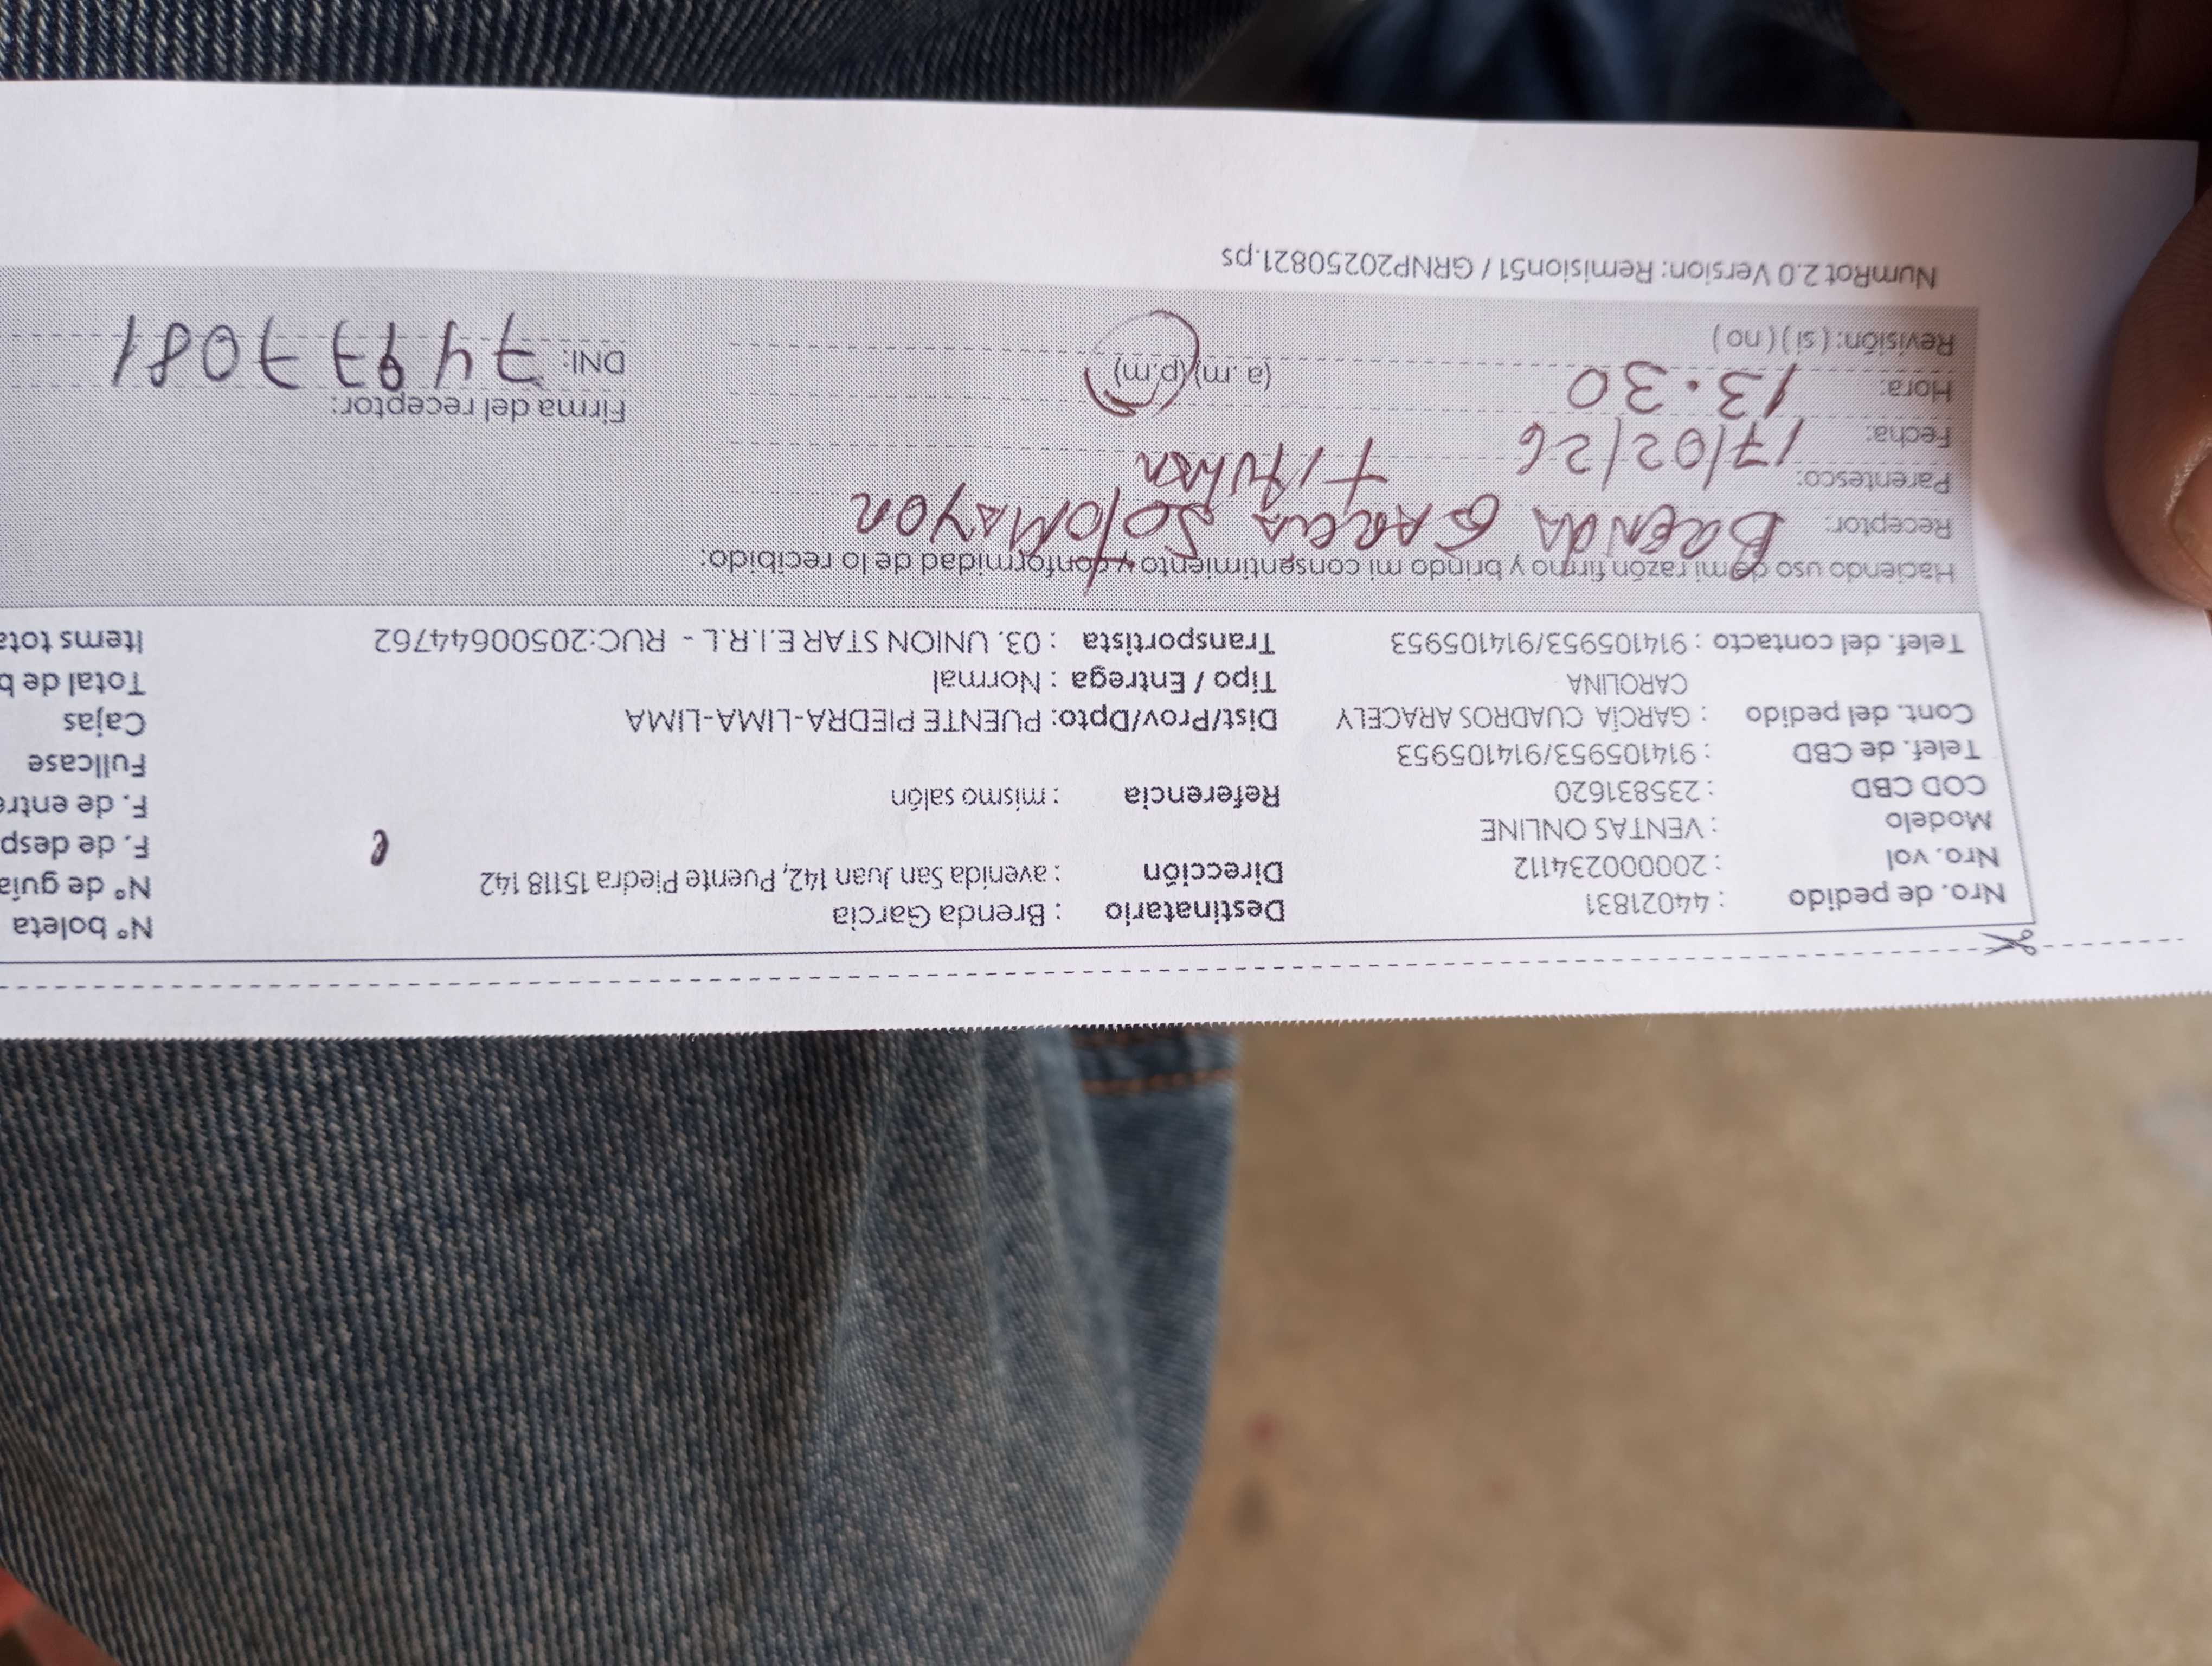 Nro. de pedido : 44021831 Destinatario : Brenda Garcia N° boleta
Nro. vol : 200000234112 Dirección : avenida San Juan 142, Puente Piedra 15118 142 N° de guía
Modelo : VENTAS ONLINE F. de desp
COD CBD : 235831620 Referencia : mismo salón F. de entre
Telef. de CBD : 914105953/914105953 Fullcase
Cont. del pedido : GARCÍA CUADROS ARACELY Dist/Prov/Dpto: PUENTE PIEDRA-LIMA-LIMA Cajas
CAROLINA Tipo / Entrega : Normal Total de b
Telef. del contacto : 914105953/914105953 Transportista : 03. UNION STAR E.I.R.L - RUC:20500644762 Items tota
Haciendo uso de mi razón firmo y brindo mi consentimiento y conformidad de lo recibido:
Receptor: BRENDA GARCIA SOTOMAYOR
Parentesco: TITULAR
Fecha: 17/02/26 Firma del receptor:
Hora: 13.30 (a.m) (p.m) DNI: 74977081
Revisión: ( si ) ( no )
NumRot 2.0 Version: Remision51 / GRNP20250821.ps